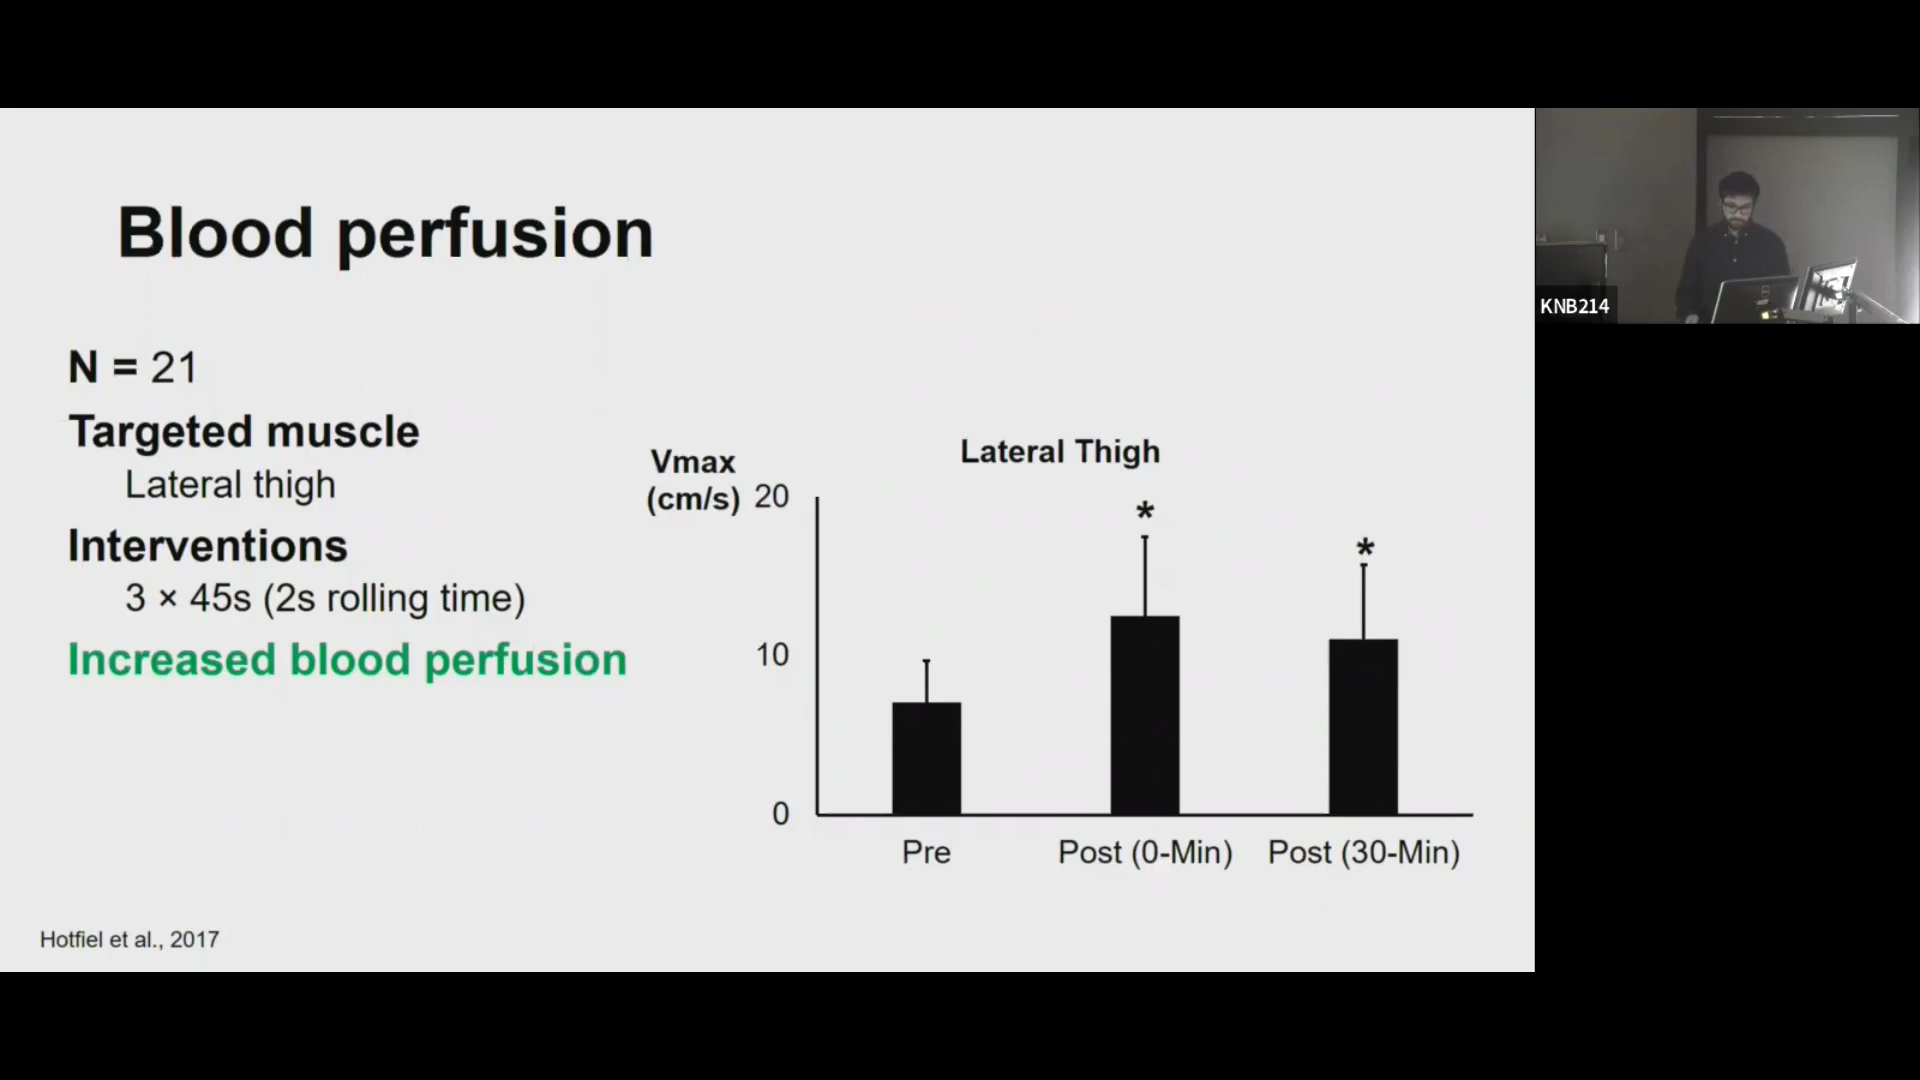 Blood perfusion
N = 21
Targeted muscle
Lateral thigh
Interventions
3 × 45s (2s rolling time)
Increased blood perfusion
Vmax
(cm/s)
Lateral Thigh
20
10
0
*
*
Pre
Post (0-Min)
Post (30-Min)
Hotfiel et al., 2017
KNB214